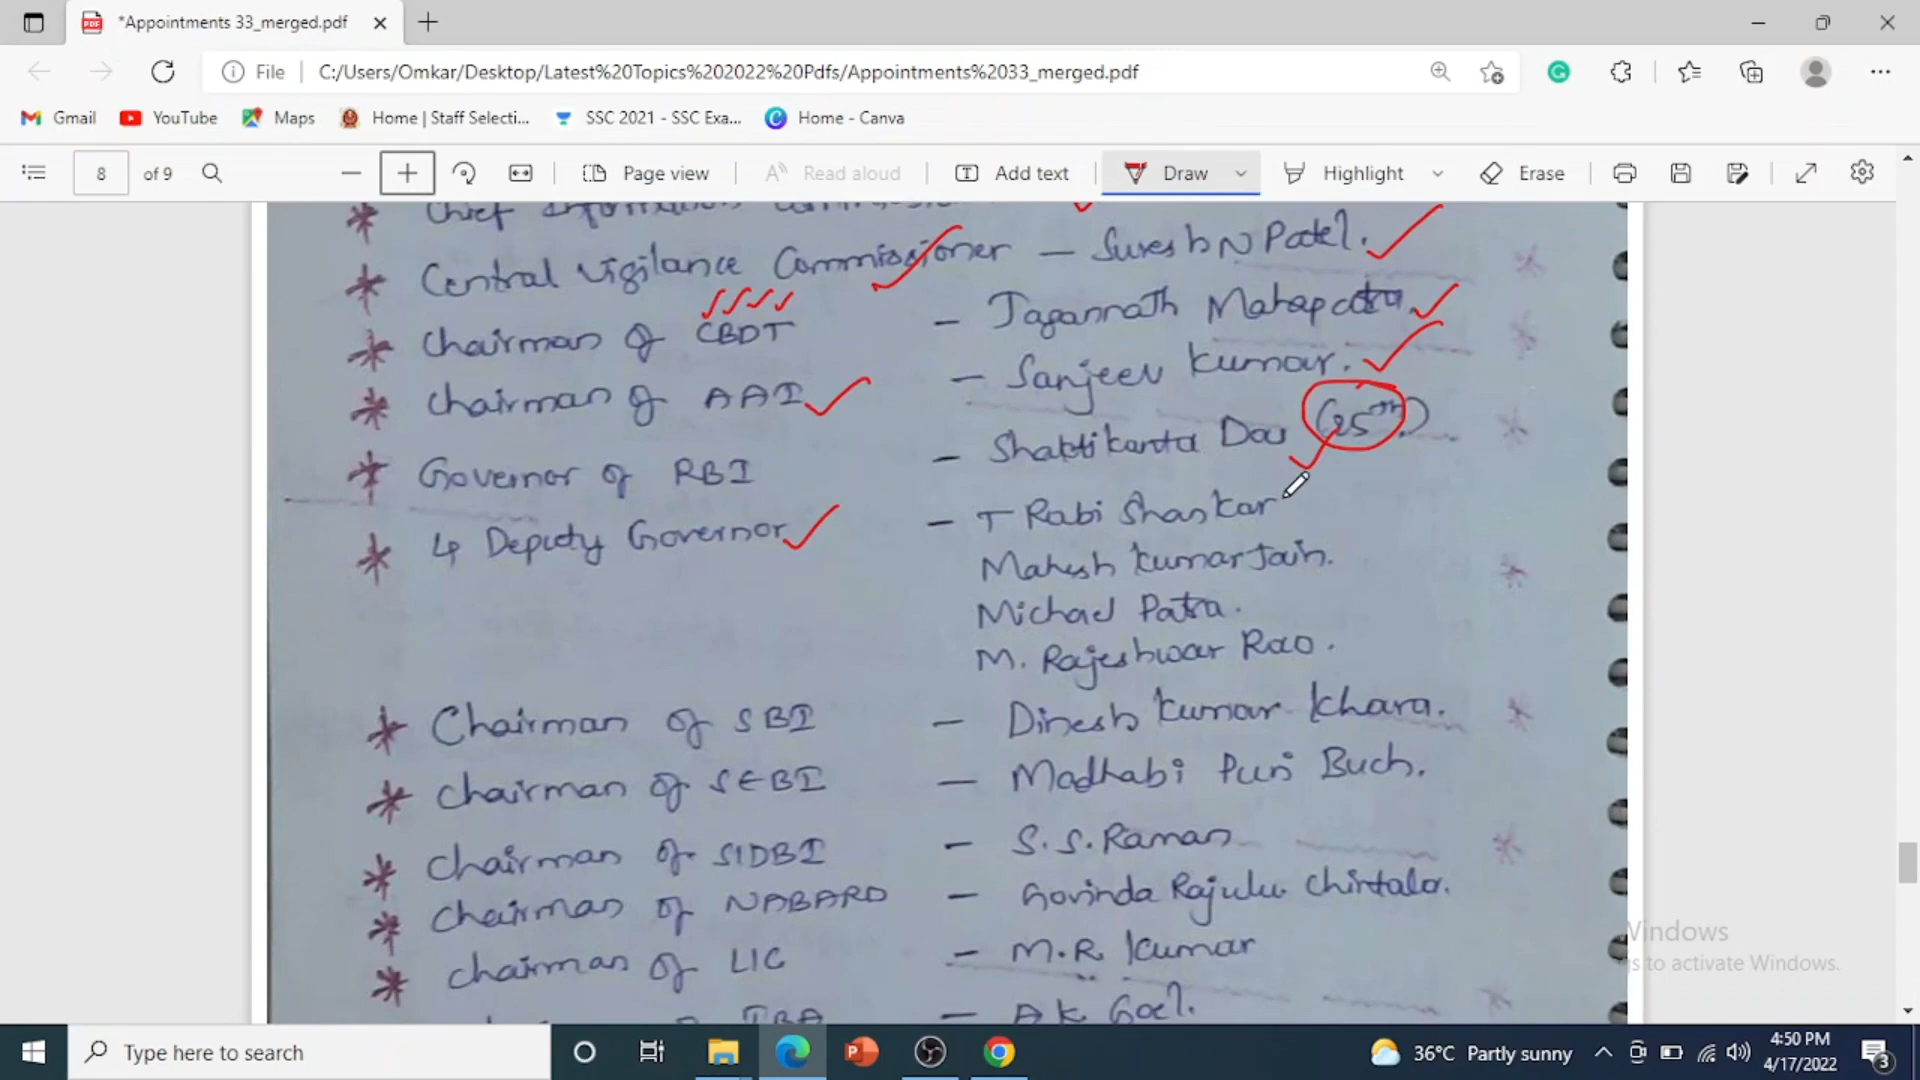 *Appointments 33_merged.pdf
File C:/Users/Omkar/Desktop/Latest%20Topics%202022%20Pdfs/Appointments%2033_merged.pdf
Gmail YouTube Maps Home | Staff Selecti... SSC 2021 - SSC Exa... Home - Canva
8 of 9 Page view Read aloud Add text Draw Highlight Erase
Chief Information
Central Vigilance Commissioner — Suresh N Patel.
Chairman of CBDT – Jagannath Mahapatra.
Chairman of AAI – Sanjeev Kumar.
Governor of RBI – Shaktikanta Das (25th.)
4 Deputy Governor – T Rabi Shankar
Mahesh Kumar Jain.
Michael Patra.
M. Rajeshwar Rao.
Chairman of SBI – Dinesh Kumar Khara.
Chairman of SEBI – Madhabi Puri Buch.
Chairman of SIDBI – S.S.Raman
Chairman of NABARD – Govinda Rajulu Chintala.
Chairman of LIC – M.R. Kumar
IBA – A K Goel.
Windows
gs to activate Windows.
Type here to search
36°C Partly sunny
4:50 PM
4/17/2022
3